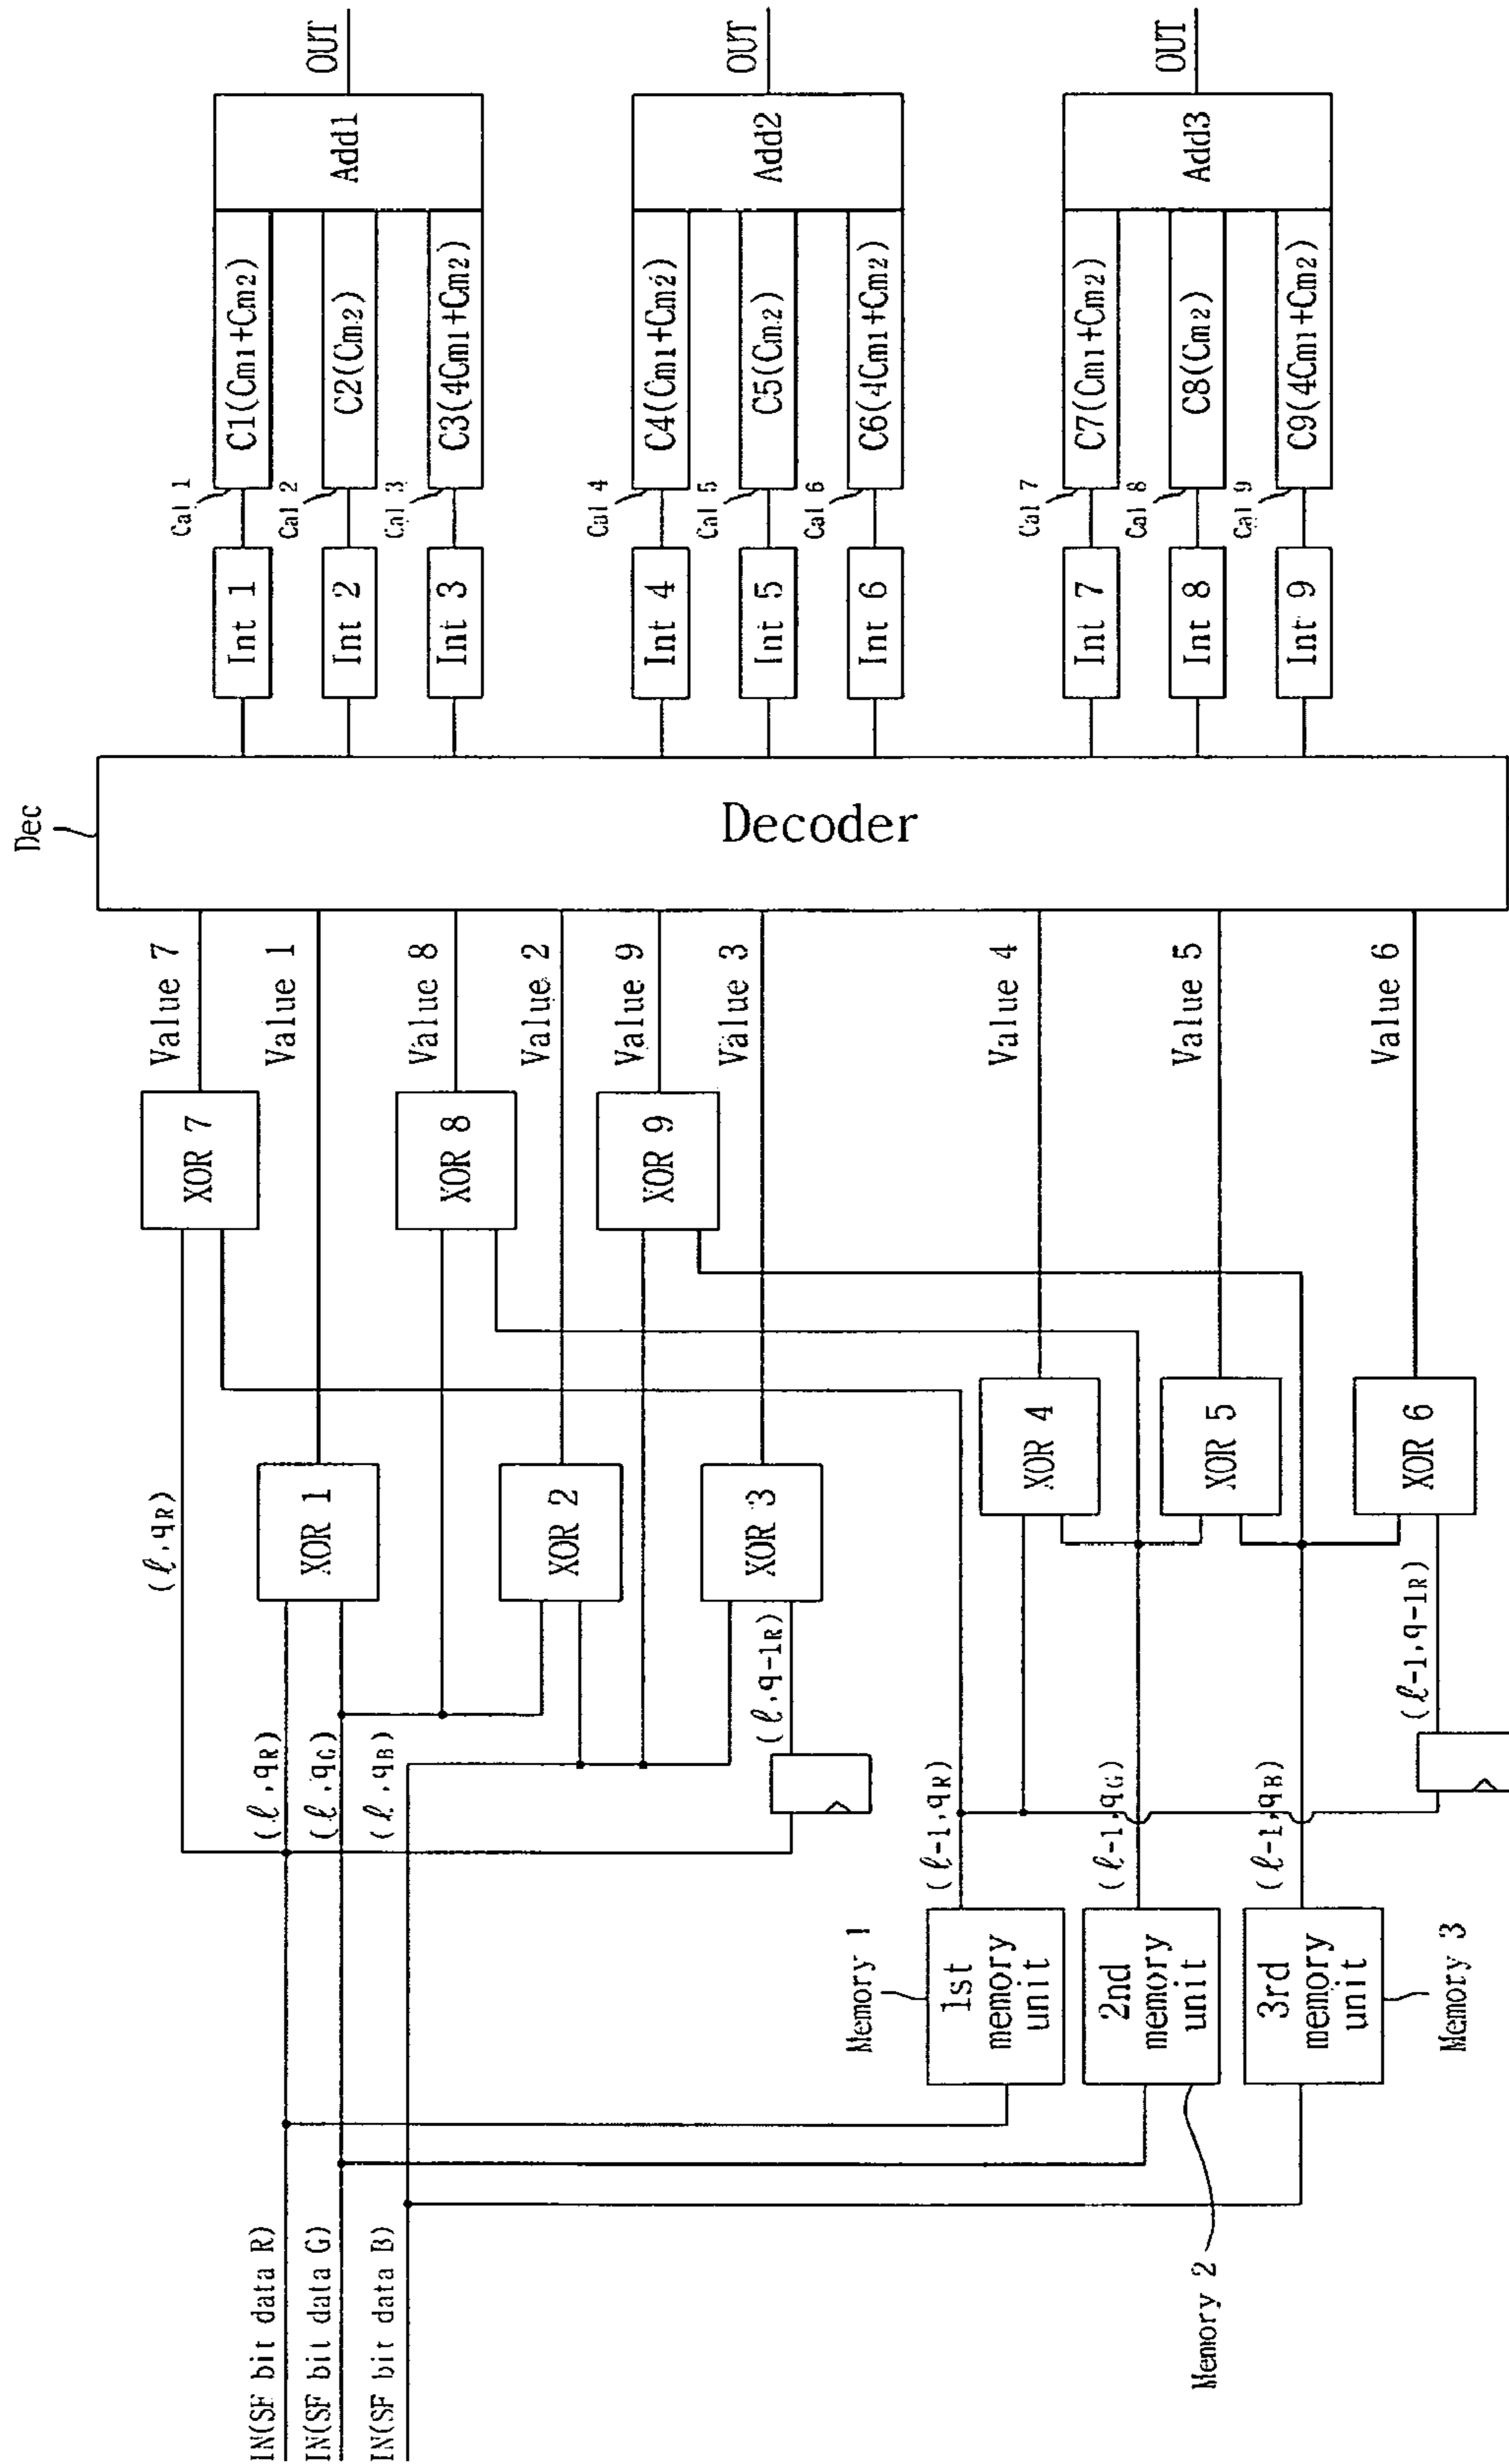 IN(SF bit data R)
IN(SF bit data G)
IN(SF bit data B)
(ℓ,qR)
(ℓ,qR)
(ℓ,qG)
(ℓ,qB)
(ℓ,q-1R)
XOR 1
XOR 2
XOR 3
XOR 7
XOR 8
XOR 9
Memory 1
1st
memory
unit
Memory 2
2nd
memory
unit
Memory 3
3rd
memory
unit
(ℓ-1,qR)
(ℓ-1,qG)
(ℓ-1,qB)
(ℓ-1,q-1R)
XOR 4
XOR 5
XOR 6
Value 7
Value 1
Value 8
Value 2
Value 9
Value 3
Value 4
Value 5
Value 6
Dec
Decoder
Int 1
Int 2
Int 3
Int 4
Int 5
Int 6
Int 7
Int 8
Int 9
Cal 1
Cal 2
Cal 3
Cal 4
Cal 5
Cal 6
Cal 7
Cal 8
Cal 9
C1(Cm1+Cm2)
C2(Cm2)
C3(4Cm1+Cm2)
C4(Cm1+Cm2)
C5(Cm2)
C6(4Cm1+Cm2)
C7(Cm1+Cm2)
C8(Cm2)
C9(4Cm1+Cm2)
Add1
Add2
Add3
OUT
OUT
OUT